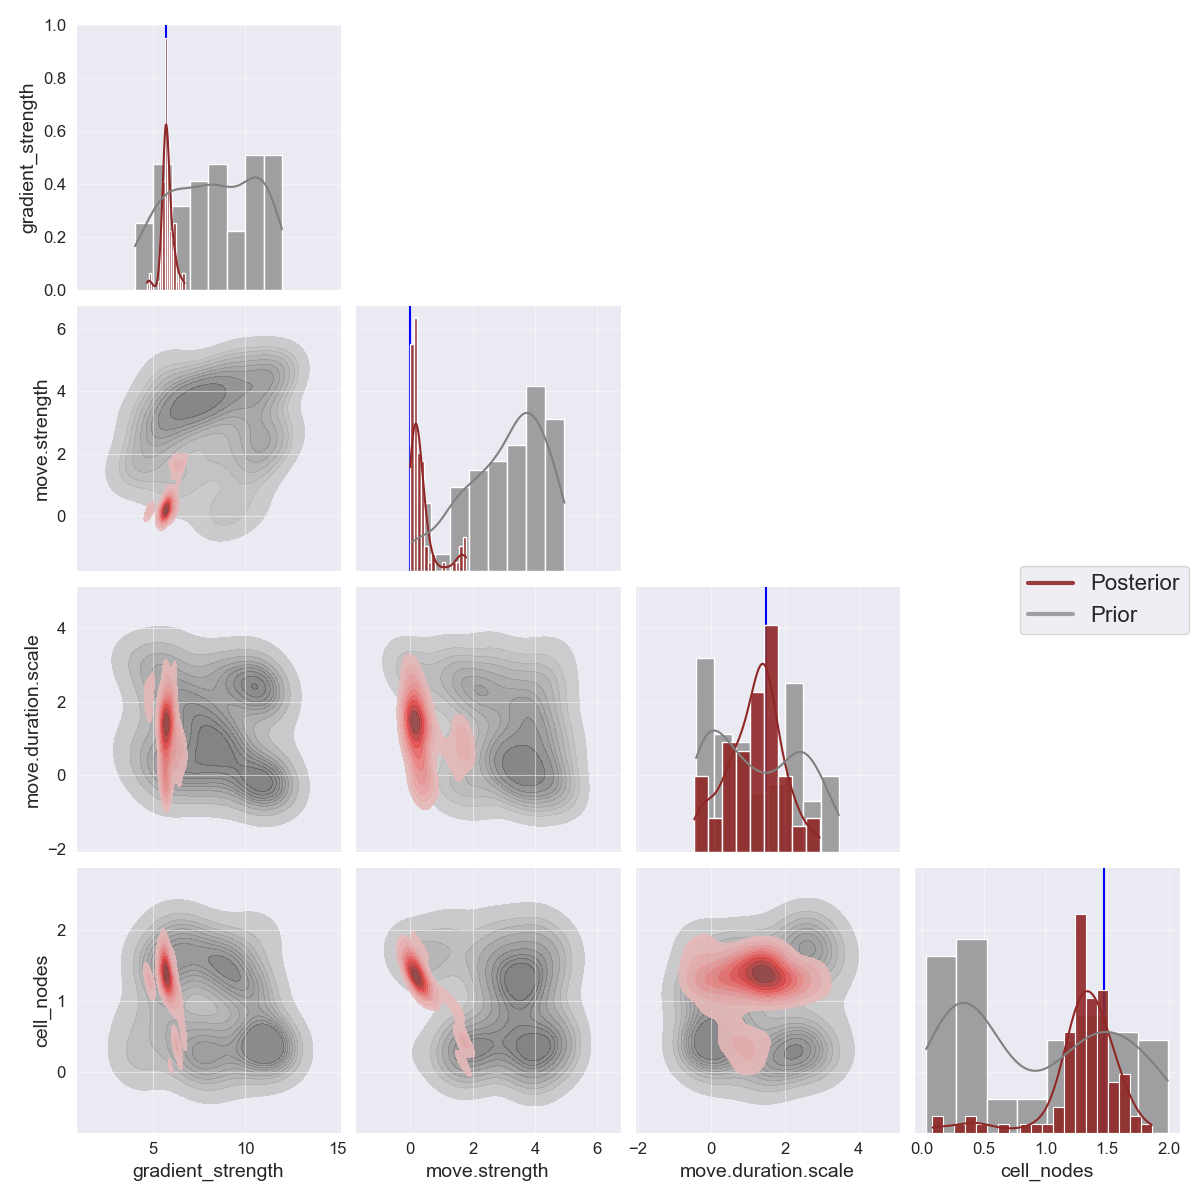 1.0
0.8
0.6
0.4
0.2
0.0
gradient_strength
6
4
2
0
move.strength
4
2
0
−2
move.duration.scale
Posterior
Prior
2
1
0
cell_nodes
5 10 15
gradient_strength
0 2 4 6
move.strength
−2 0 2 4
move.duration.scale
0.0 0.5 1.0 1.5 2.0
cell_nodes